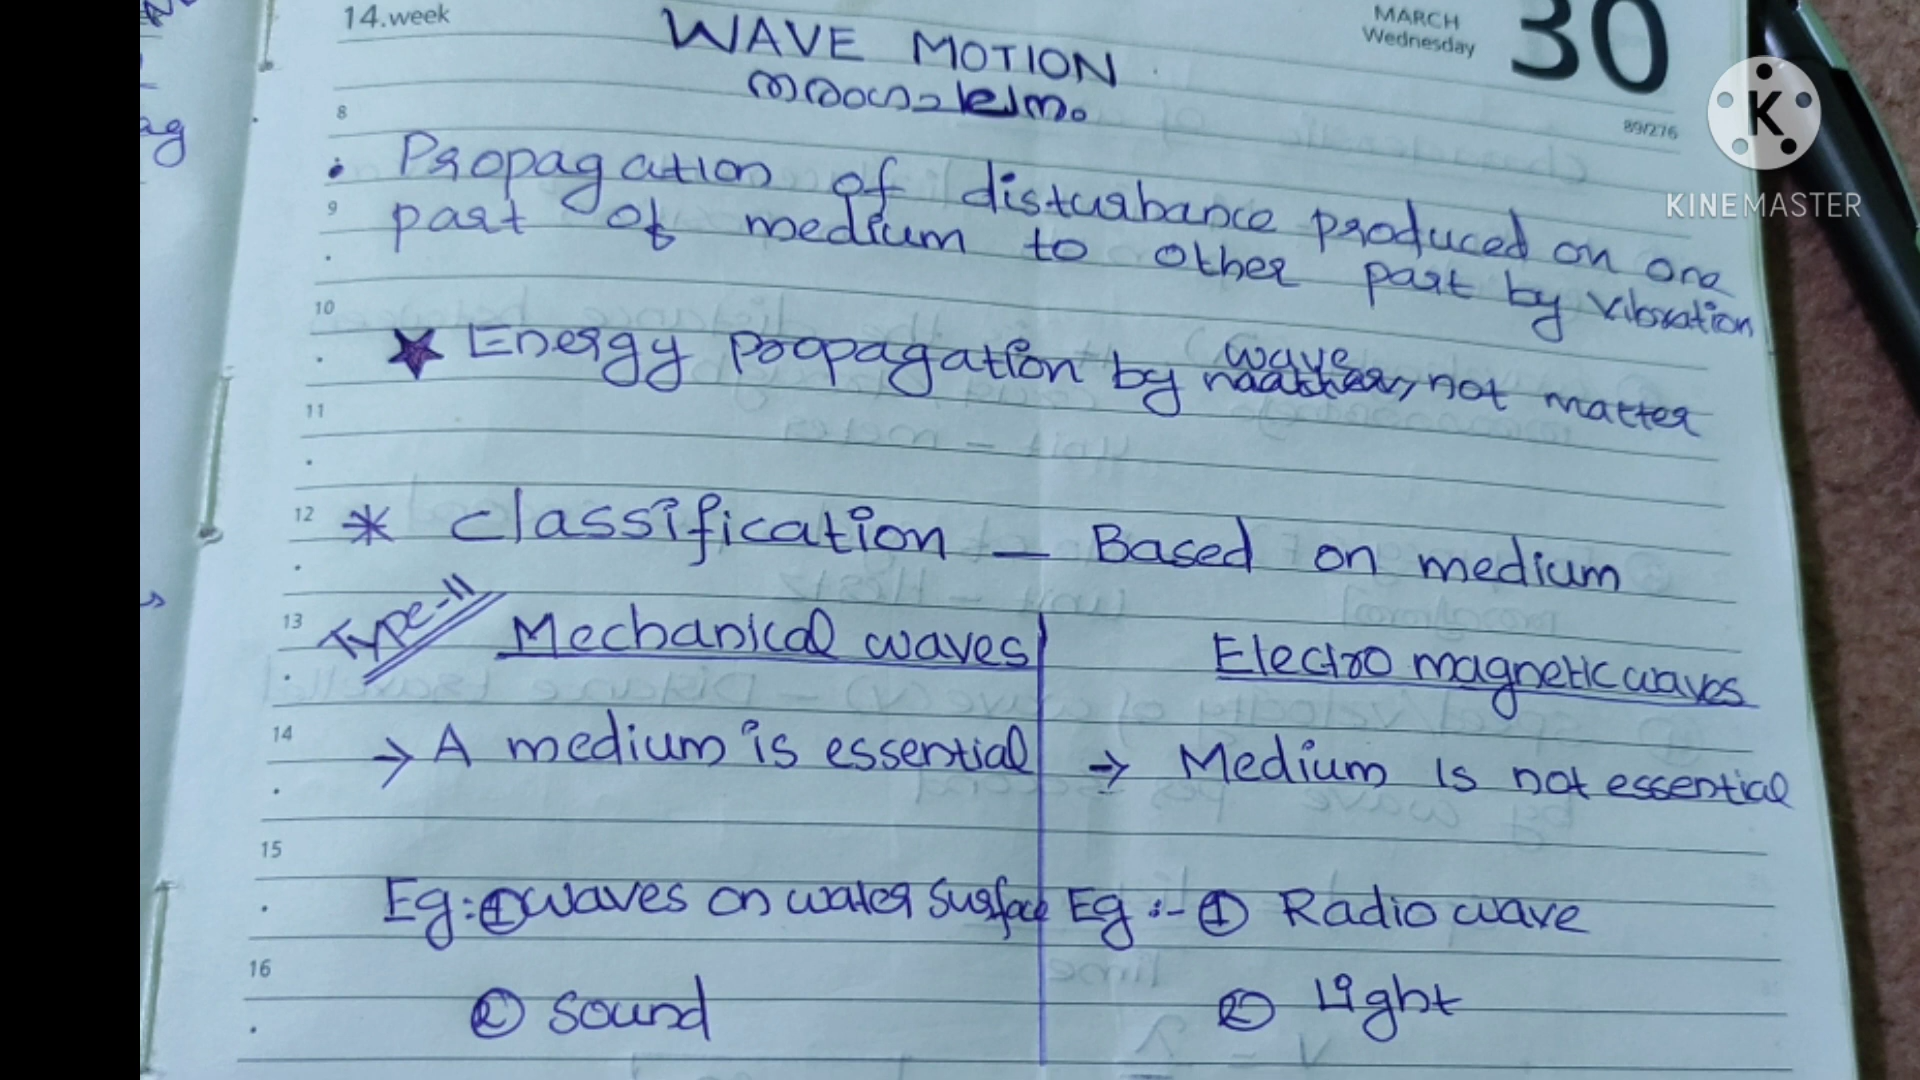 14.week
MARCH
Wednesday
30
89/276
WAVE MOTION
K
KINEMASTER
8
• Propagation of disturbance produced on one
9
part of medium to other part by vibration
10
★ Energy propagation by wave, not matter
11
12
* Classification – Based on medium
13
Type-II
Mechanical waves
Electro magnetic waves
14
→ A medium is essential
→ Medium is not essential
15
Eg: ① waves on water surface
Eg :- ① Radio wave
16
② Sound
② Light
ag